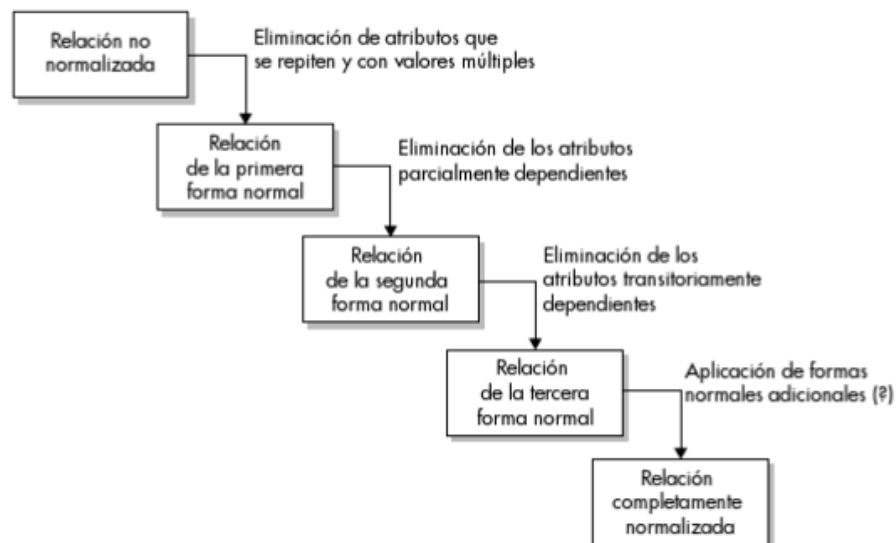 Relación no
normalizada
Eliminación de atributos que
se repiten y con valores múltiples
Relación
de la primera
forma normal
Eliminación de los atributos
parcialmente dependientes
Relación
de la segunda
forma normal
Eliminación de los
atributos transitoriamente
dependientes
Relación
de la tercera
forma normal
Aplicación de formas
normales adicionales (?)
Relación
completamente
normalizada